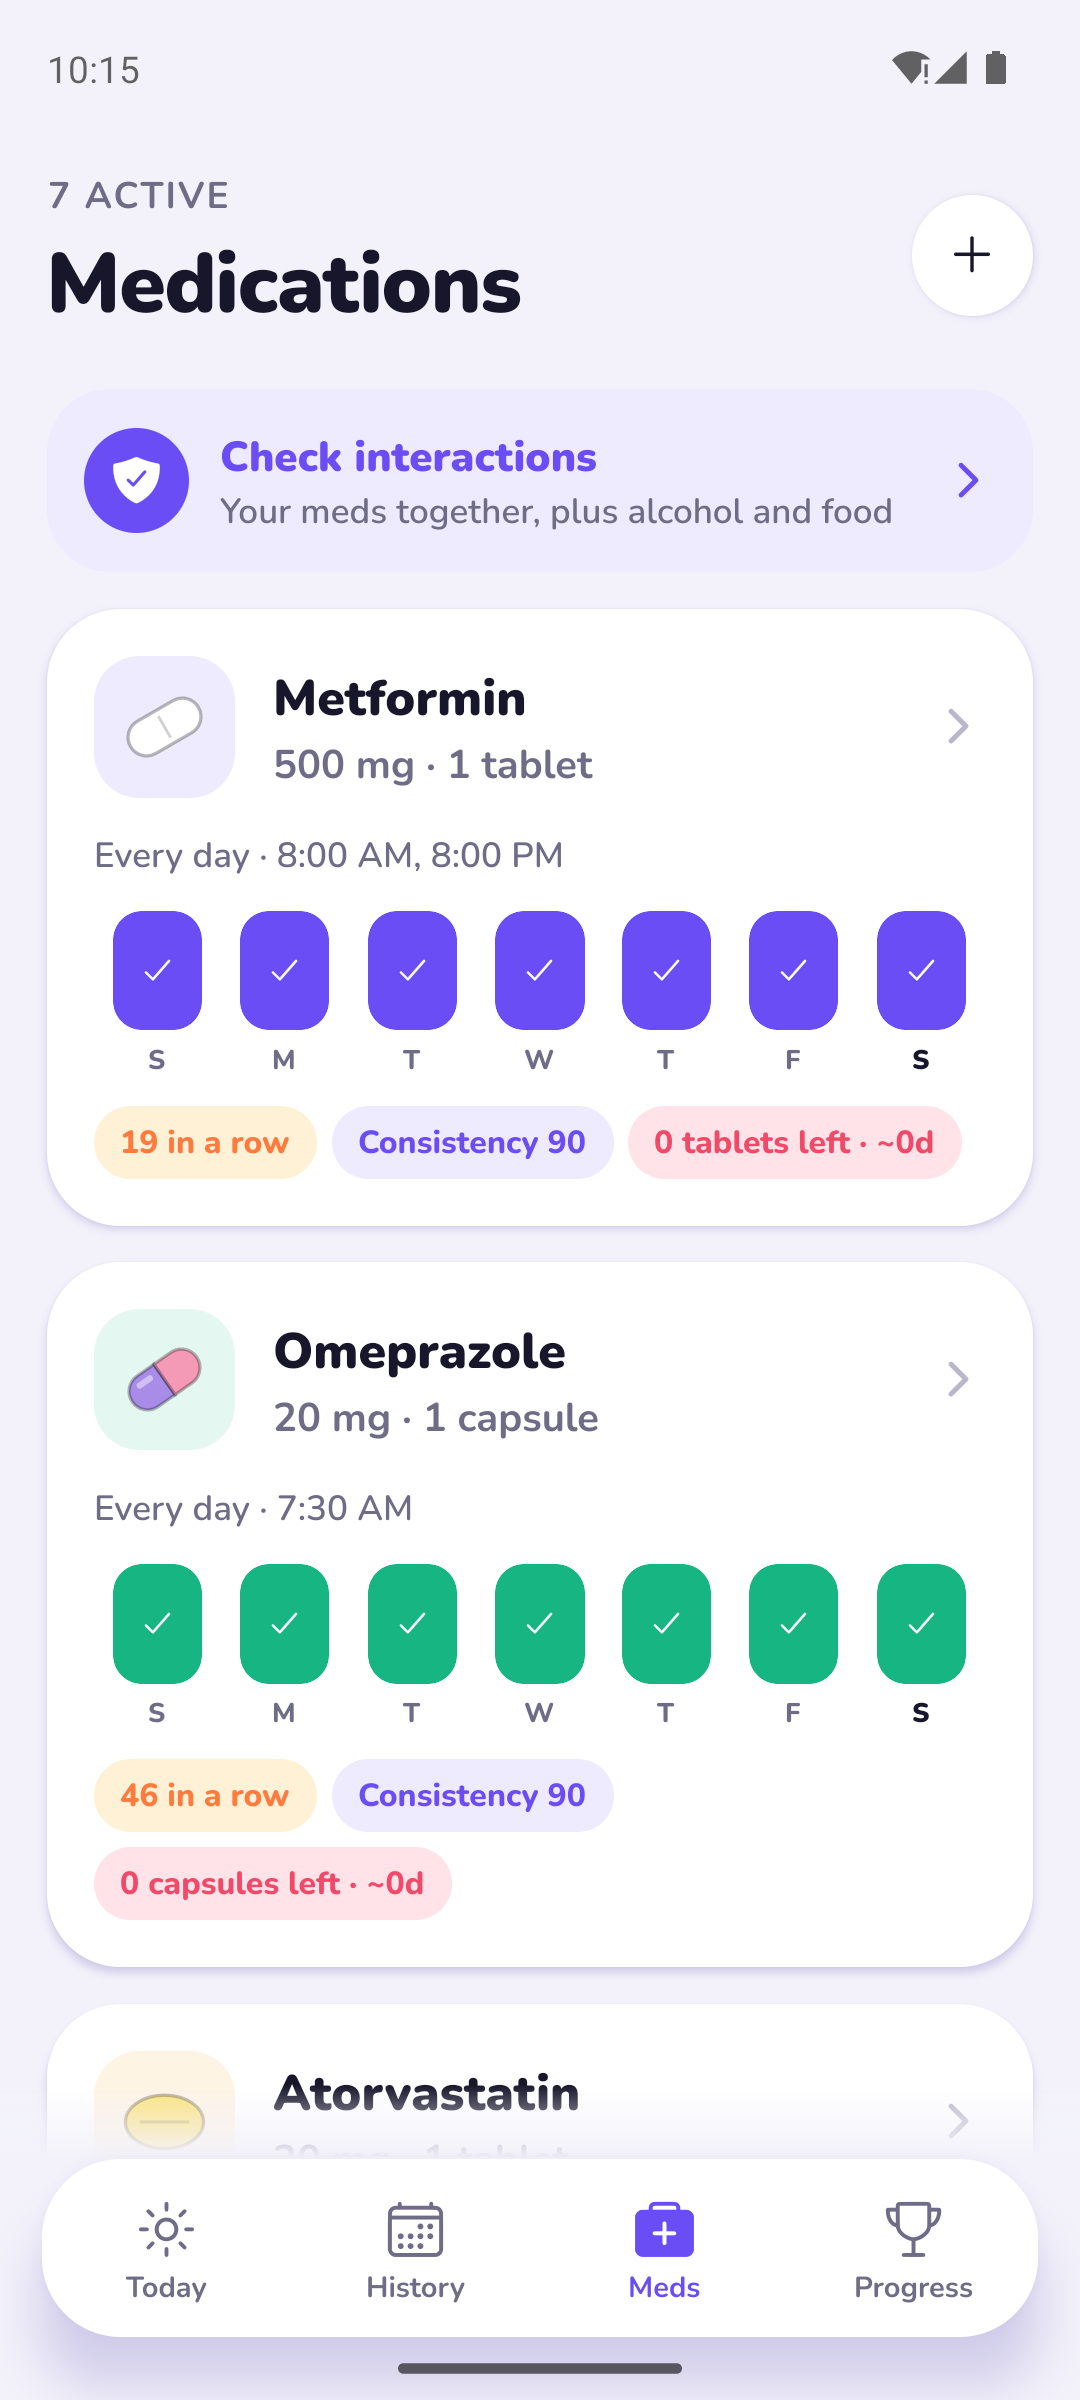 10:15
7 ACTIVE
Medications
Check interactions
Your meds together, plus alcohol and food
Metformin
500 mg · 1 tablet
Every day · 8:00 AM, 8:00 PM
S M T W T F S
19 in a row
Consistency 90
0 tablets left · ~0d
Omeprazole
20 mg · 1 capsule
Every day · 7:30 AM
S M T W T F S
46 in a row
Consistency 90
0 capsules left · ~0d
Atorvastatin
Today
History
Meds
Progress